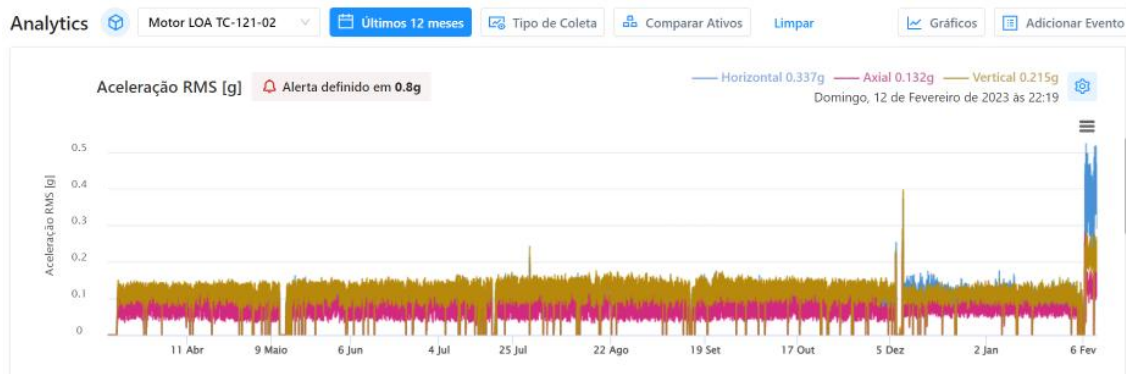 Analytics Motor LOA TC-121-02 Últimos 12 meses Tipo de Coleta Comparar Ativos Limpar Gráficos Adicionar Evento
Aceleração RMS [g] Alerta definido em 0.8g Horizontal 0.337g Axial 0.132g Vertical 0.215g
Domingo, 12 de Fevereiro de 2023 às 22:19
Aceleração RMS [g]
0.5
0.4
0.3
0.2
0.1
0
11 Abr 9 Maio 6 Jun 4 Jul 25 Jul 22 Ago 19 Set 17 Out 5 Dez 2 Jan 6 Fev